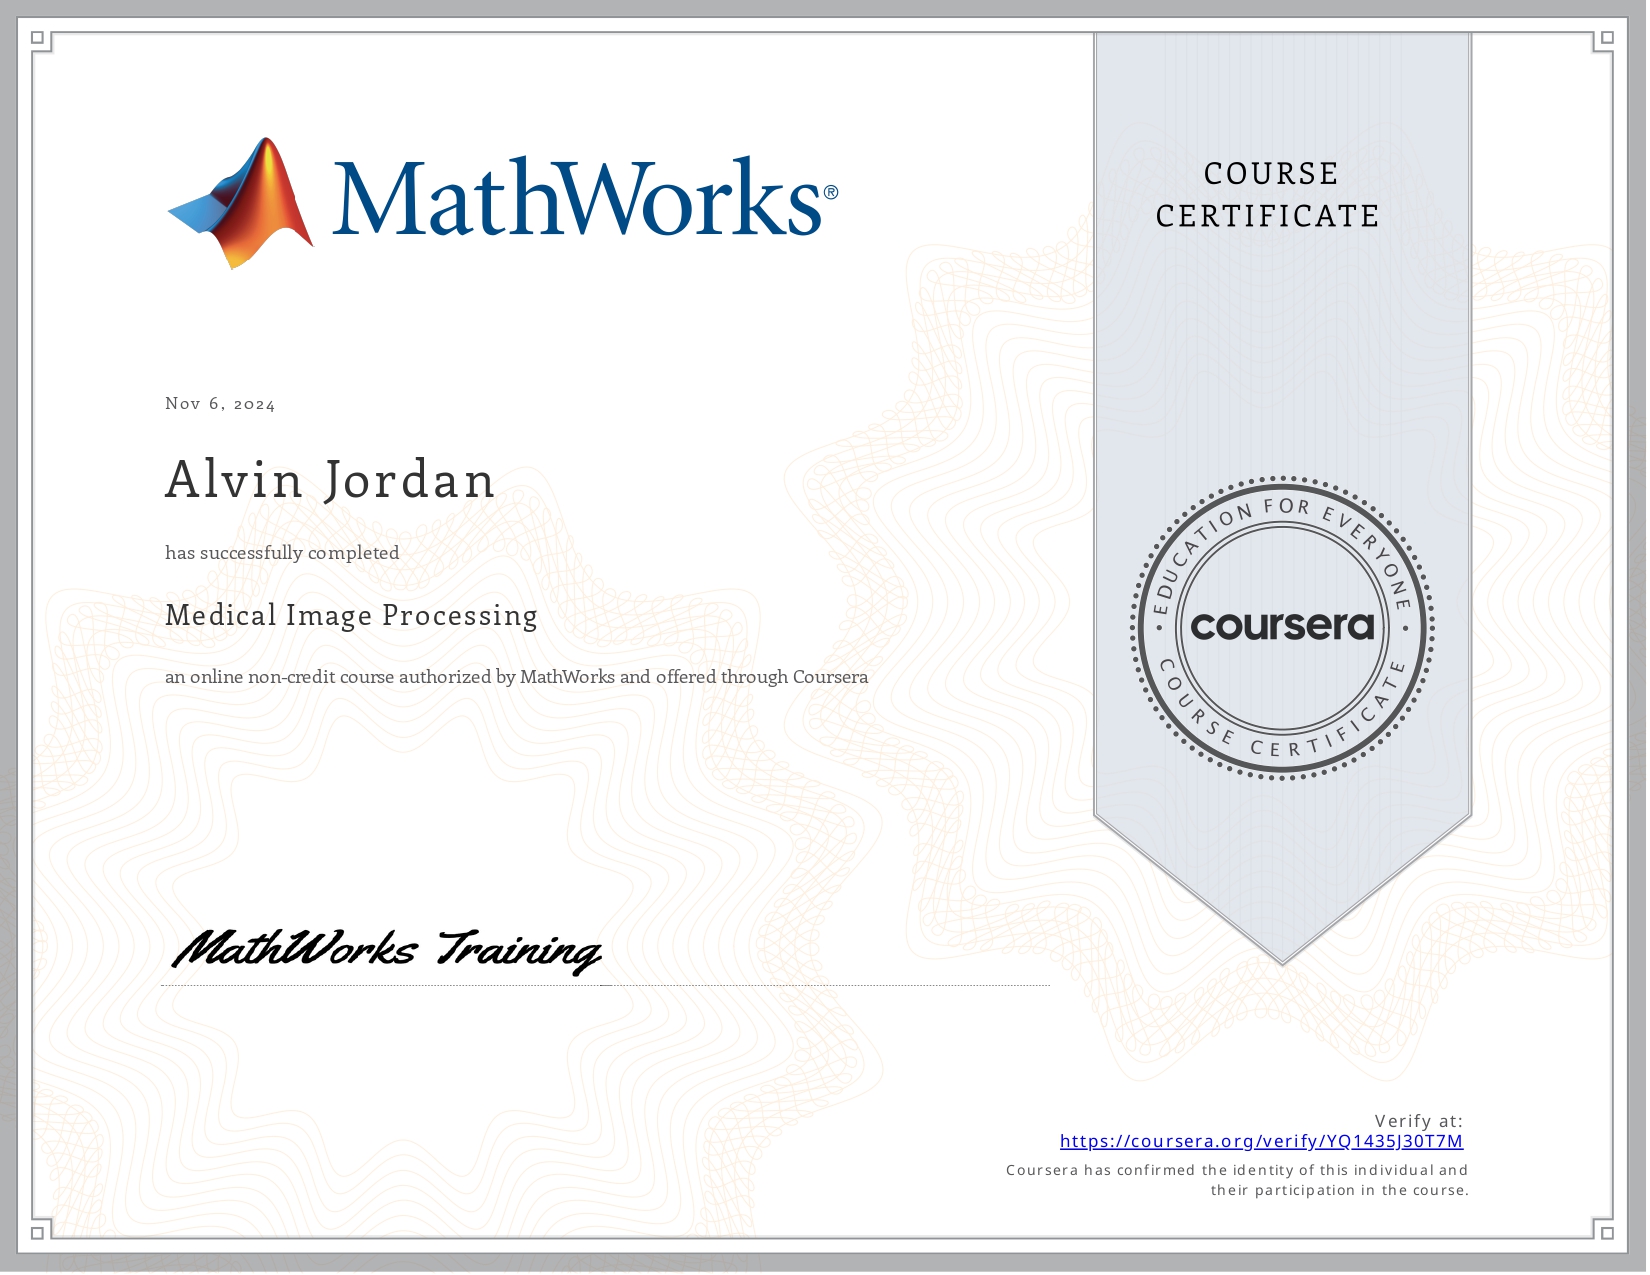 MathWorks®
COURSE
CERTIFICATE
Nov 6, 2024
Alvin Jordan
has successfully completed
Medical Image Processing
an online non-credit course authorized by MathWorks and offered through Coursera
EDUCATION FOR EVERYONE
coursera
COURSE CERTIFICATE
MathWorks Training
Verify at:
https://coursera.org/verify/YQ1435J30T7M
Coursera has confirmed the identity of this individual and
their participation in the course.